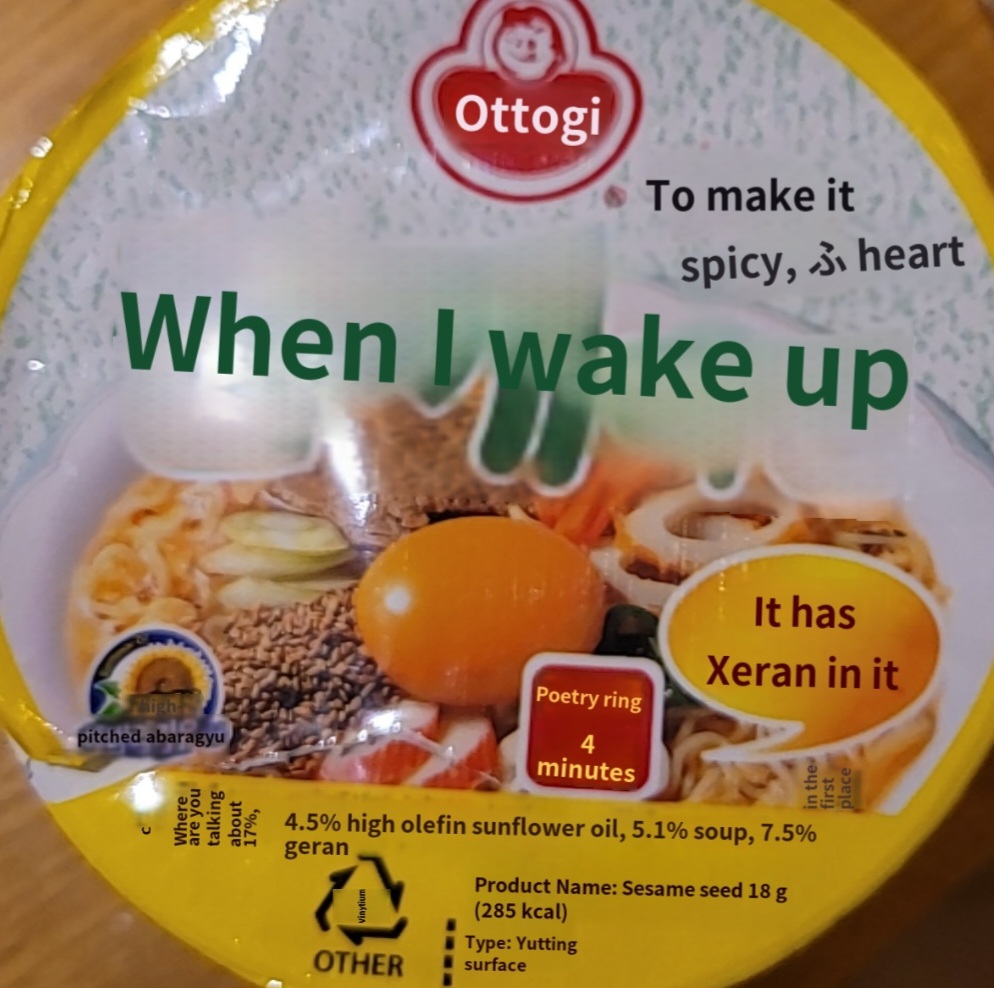 Ottogi
To make it
spicy, ふ heart
When I wake up
It has
Xeran in it
Poetry ring
4
minutes
high-
pitched abaragyu
in the
first
place
c
Where
are you
talking
about
17%,
4.5% high olefin sunflower oil, 5.1% soup, 7.5%
geran
vinytium
OTHER
Product Name: Sesame seed 18 g
(285 kcal)
Type: Yutting
surface